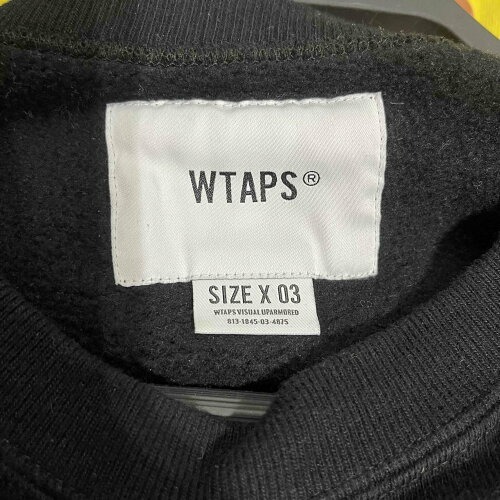 WTAPS®
SIZE X 03
WTAPS VISUAL UPARMORED
813-1845-03-4875